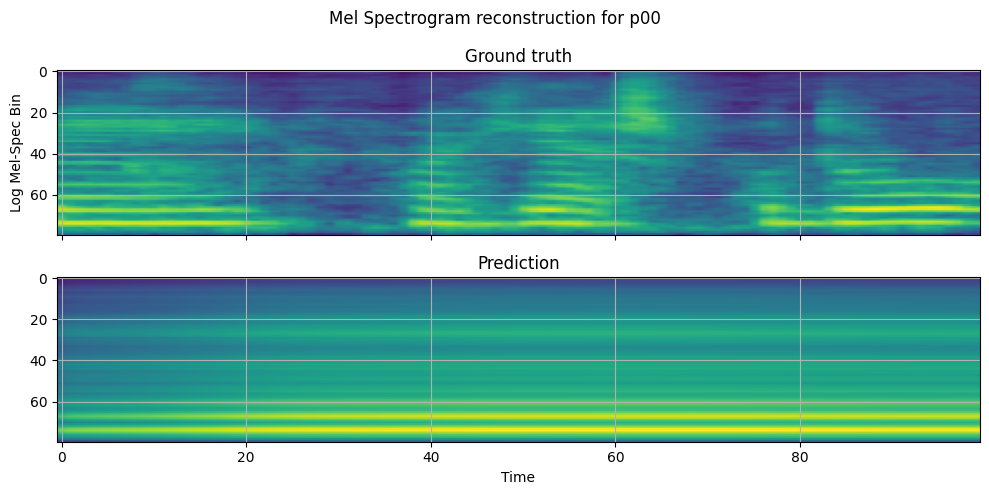 Mel Spectrogram reconstruction for p00
Ground truth
Log Mel-Spec Bin
0
20
40
60
Prediction
0
20
40
60
0 20 40 60 80
Time